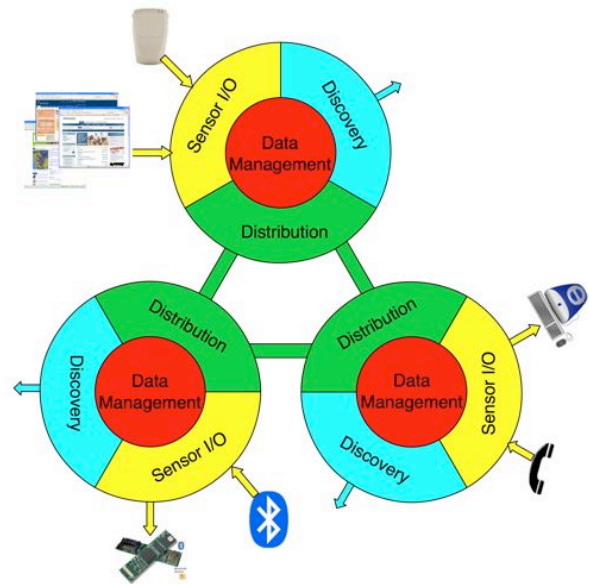 Sensor I/O
Discovery
Data
Management
Distribution
Distribution
Discovery
Data
Management
Sensor I/O
Distribution
Data
Management
Sensor I/O
Discovery